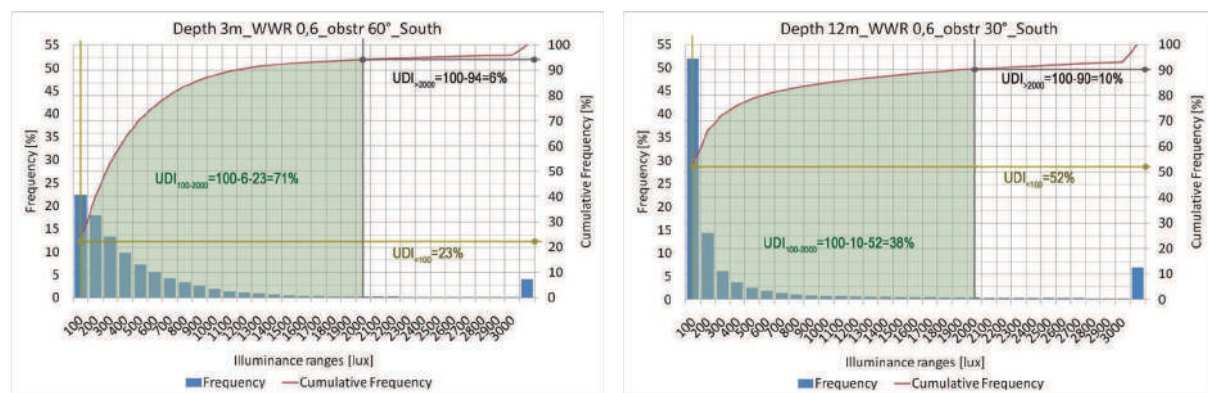 Depth 3m_WWR 0,6_obstr 60°_South
Frequency [%]
55
50
45
40
35
30
25
20
15
10
5
0
UDI>2000=100-94=6%
UDI100-2000=100-6-23=71%
UDI<100=23%
100
90
80
70
60
50
40
30
20
10
0
Cumulative Frequency [%]
100 200 300 400 500 600 700 800 900 1000 1100 1200 1300 1400 1500 1600 1700 1800 1900 2000 2100 2200 2300 2400 2500 2600 2700 2800 2900 3000
Illuminance ranges [lux]
Frequency Cumulative Frequency
Depth 12m_WWR 0,6_obstr 30°_South
Frequency [%]
55
50
45
40
35
30
25
20
15
10
5
0
UDI>2000=100-90=10%
UDI<100=52%
UDI100-2000=100-10-52=38%
100
90
80
70
60
50
40
30
20
10
0
Cumulative Frequency [%]
100 200 300 400 500 600 700 800 900 1000 1100 1200 1300 1400 1500 1600 1700 1800 1900 2000 2100 2200 2300 2400 2500 2600 2700 2800 2900 3000
Illuminance ranges [lux]
Frequency Cumulative Frequency